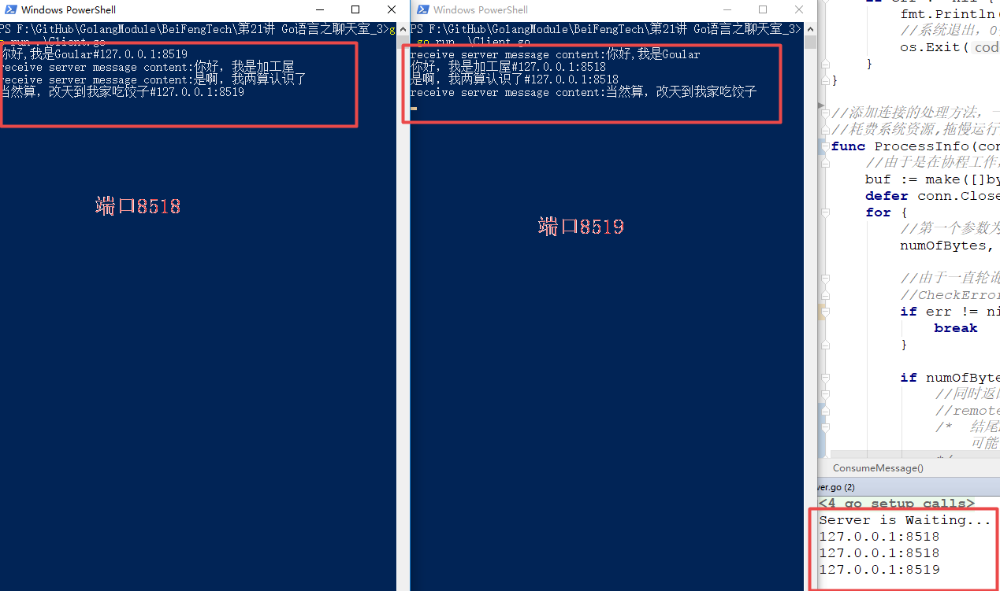 Windows PowerShell
PS F:\GitHub\GolangModule\BeiFengTech\第21讲 Go语言之聊天室_3>g
o run .\Client.go
你好,我是Goular#127.0.0.1:8519
receive server message content:你好，我是加工屋
receive server message content:是啊，我两算认识了
当然算，改天到我家吃饺子#127.0.0.1:8519
端口8518
Windows PowerShell
PS F:\GitHub\GolangModule\BeiFengTech\第21讲 Go语言之聊天室_3>
go run .\Client.go
receive server message content:你好,我是Goular
你好，我是加工屋#127.0.0.1:8518
是啊，我两算认识了#127.0.0.1:8518
receive server message content:当然算，改天到我家吃饺子
端口8519
fmt.Println(
//系统退出，0
os.Exit( cod
}
}
//添加连接的处理方法，一
//耗费系统资源,拖慢运行
func ProcessInfo(con
//由于是在协程工作,
buf := make([]by
defer conn.Close
for {
//第一个参数为
numOfBytes,
//由于一直轮询
//CheckError
if err != ni
break
}
if numOfByte
//同时返回
//remote
/* 结尾
可能
ConsumeMessage()
ver.go (2)
<4 go setup calls>
Server is Waiting...
127.0.0.1:8518
127.0.0.1:8518
127.0.0.1:8519